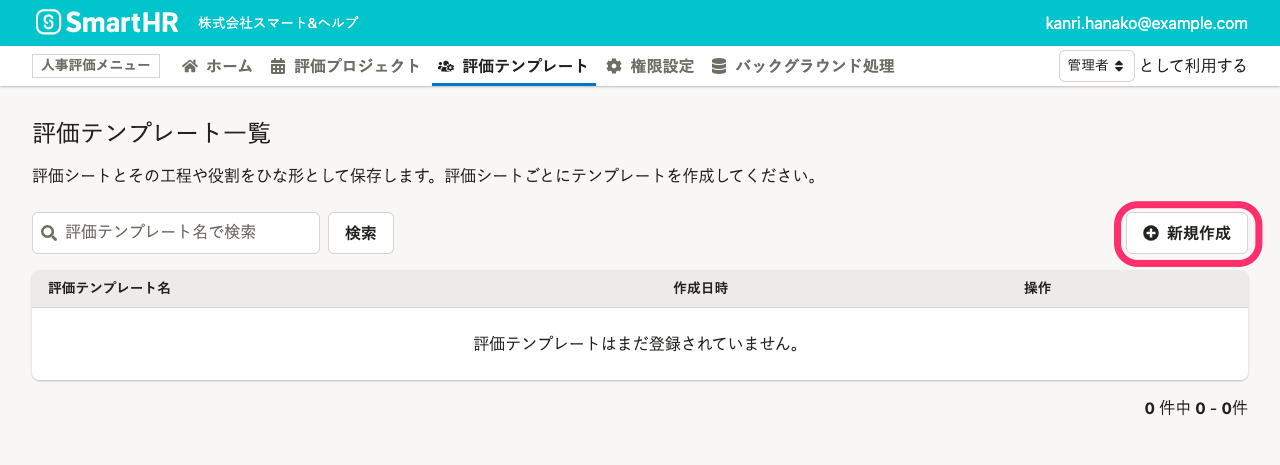 SmartHR 株式会社スマート&ヘルプ kanri.hanako@example.com
人事評価メニュー ホーム 評価プロジェクト 評価テンプレート 権限設定 バックグラウンド処理 管理者 として利用する
評価テンプレート一覧
評価シートとその工程や役割をひな形として保存します。評価シートごとにテンプレートを作成してください。
評価テンプレート名で検索 検索 新規作成
評価テンプレート名 作成日時 操作
評価テンプレートはまだ登録されていません。
0 件中 0 - 0件